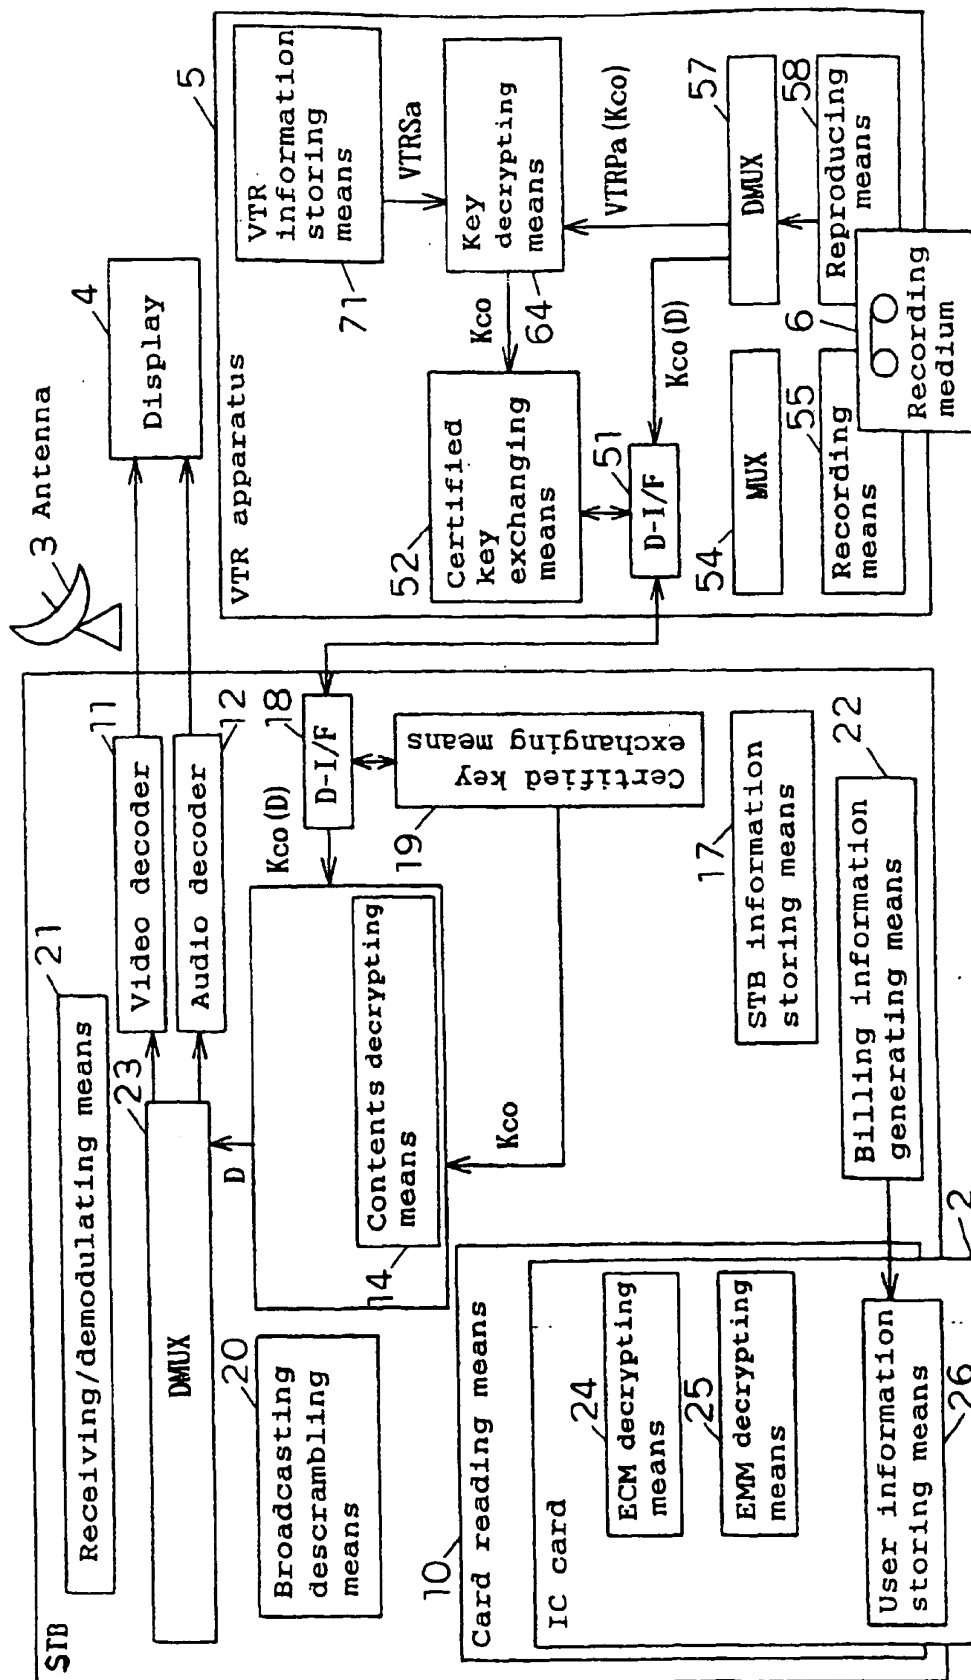 STB
Receiving/demodulating means
21
DMUX
23
Video decoder
11
Audio decoder
12
3 Antenna
Display
4
Broadcasting
descrambling
means
20
D
Contents decrypting
means
14
Kco(D)
D-I/F
18
Certified key
exchanging means
19
Kco
STB information
storing means
17
Billing information
generating means
22
Card reading means
10
IC card
2
ECM decrypting
means
24
EMM decrypting
means
25
User information
storing means
26
VTR apparatus
5
VTR
information
storing
means
71
VTRSa
Key
decrypting
means
64
Kco
Certified
key
exchanging
means
52
D-I/F
51
Kco(D)
VTRPa(Kco)
DMUX
57
MUX
54
Reproducing
means
58
Recording
means
55
6
Recording
medium